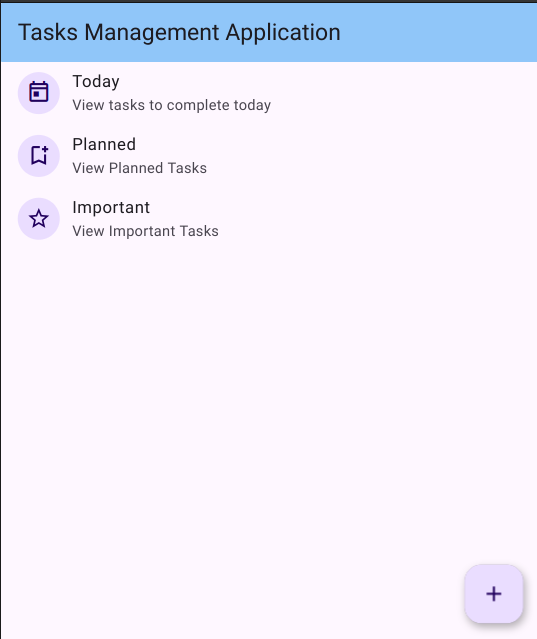 Tasks Management Application
Today
View tasks to complete today
Planned
View Planned Tasks
Important
View Important Tasks
+